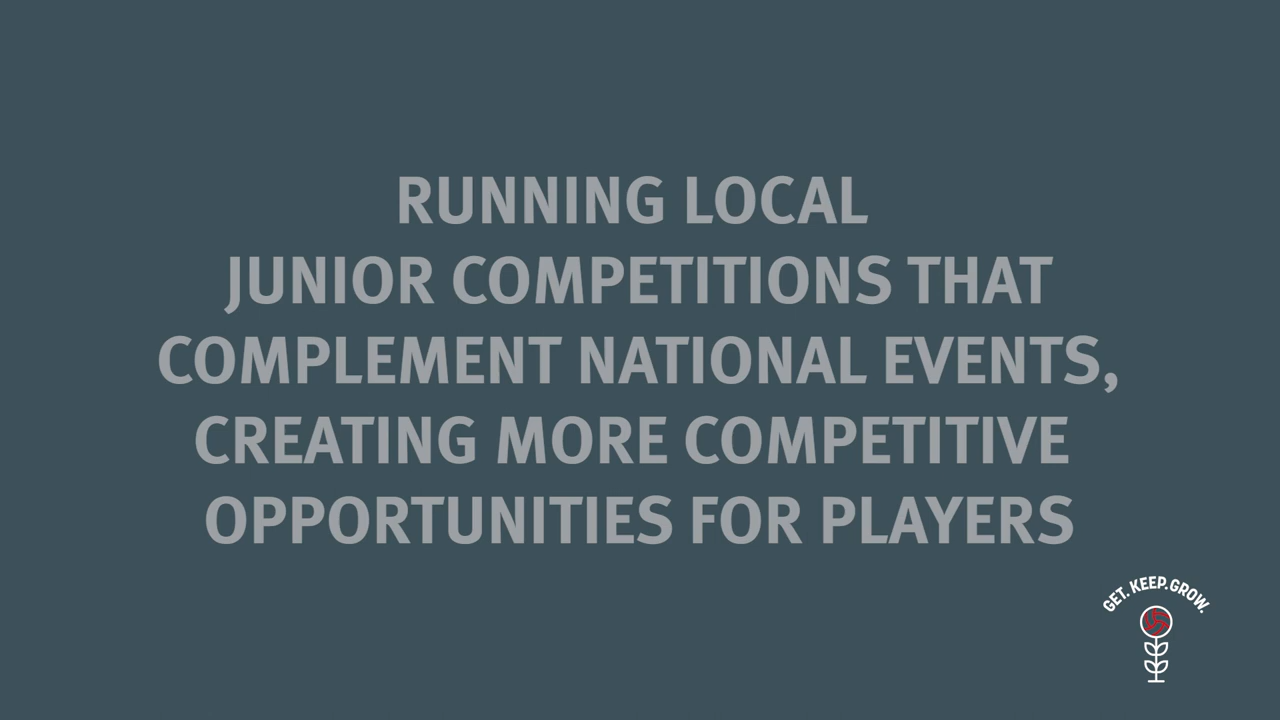 RUNNING LOCAL
JUNIOR COMPETITIONS THAT
COMPLEMENT NATIONAL EVENTS,
CREATING MORE COMPETITIVE
OPPORTUNITIES FOR PLAYERS
GET. KEEP. GROW.